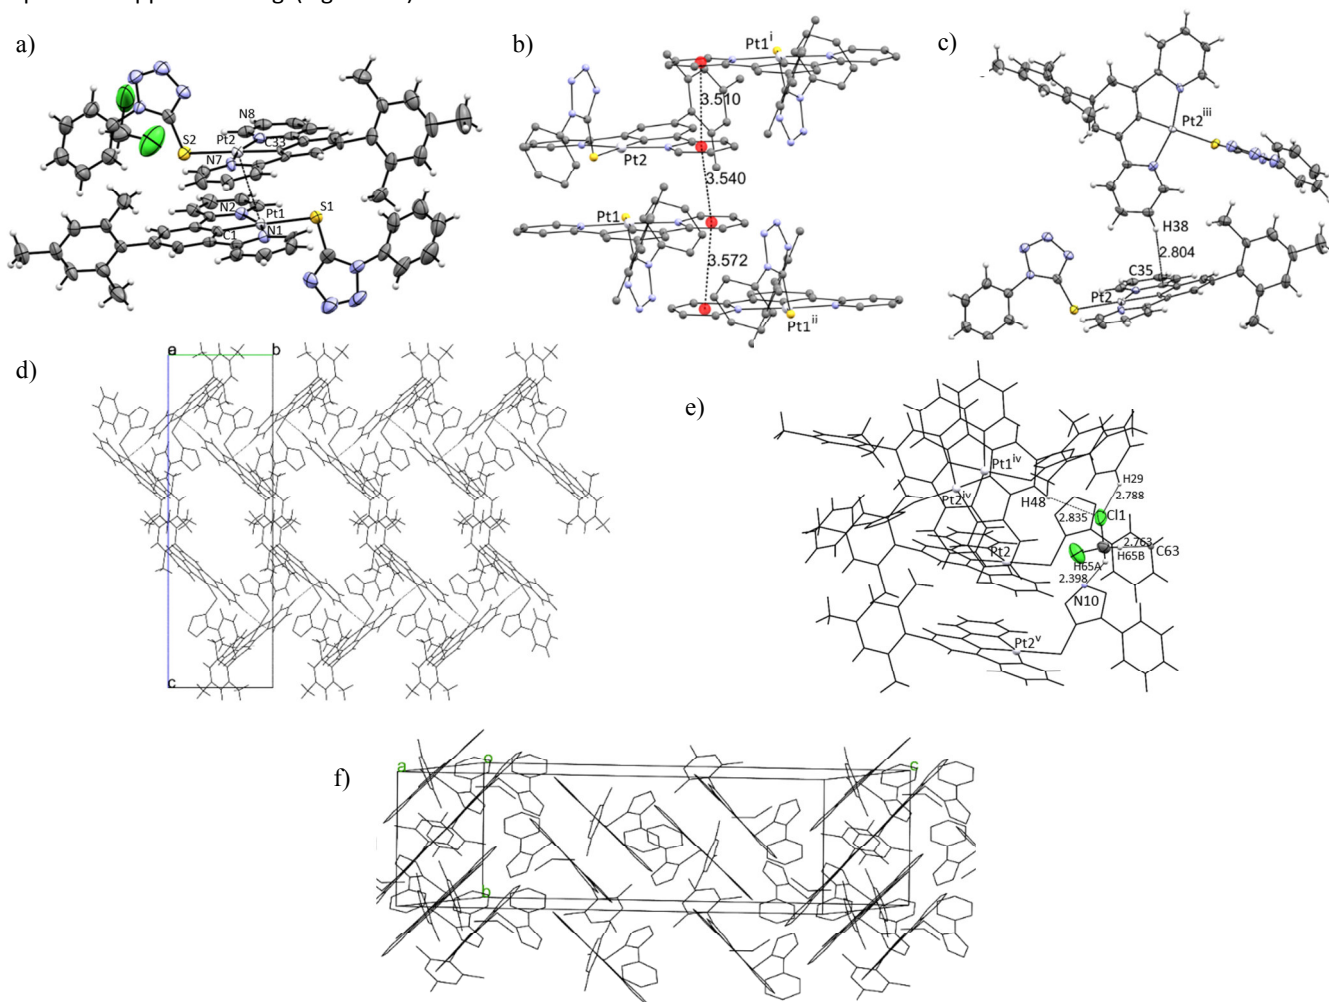 a)
N8
Pt2
C33
S2
N7
N2
Pt1
S1
C1
N1
b)
Pt1i
3.510
Pt2
3.540
Pt1
3.572
Pt1ii
c)
Pt2iii
H38
2.804
C35
Pt2
d)
b
c
e)
Pt1iv
H29
2.788
Pt2iv
H48
2.835
Cl1
Pt2
2.763
C63
H65B
H65A
2.398
N10
Pt2v
f)
a
c
b